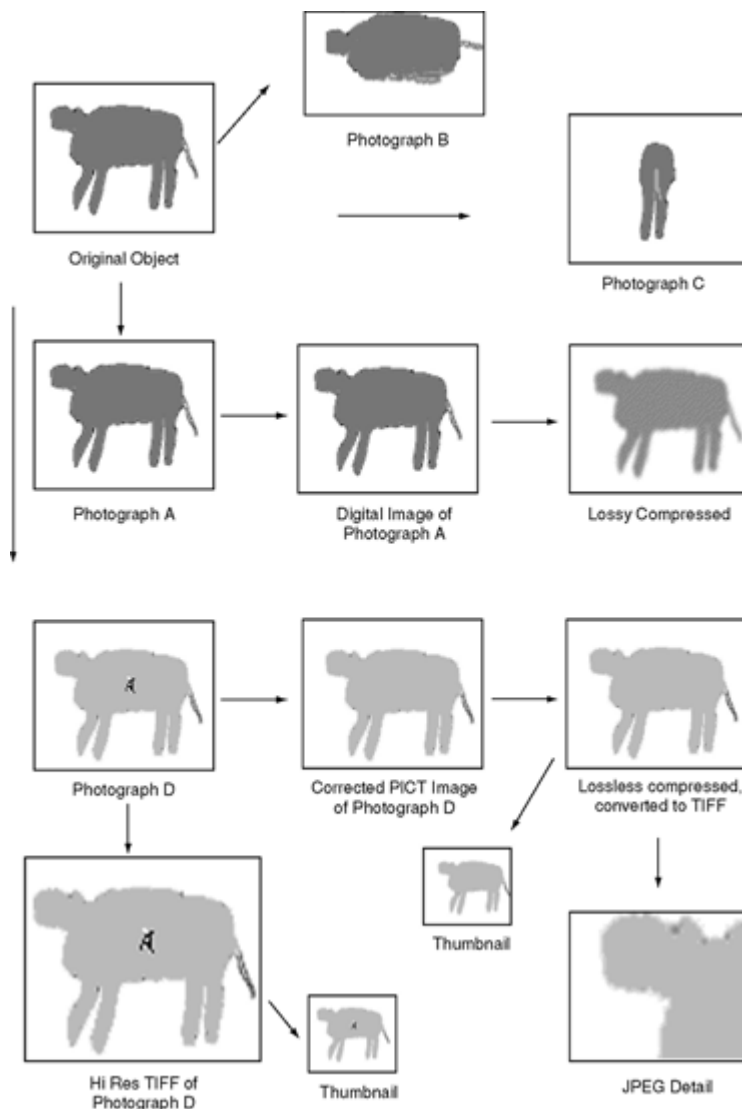 Photograph B
Original Object
Photograph C
Photograph A
Digital Image of
Photograph A
Lossy Compressed
Photograph D
Corrected PICT Image
of Photograph D
Lossless compressed,
converted to TIFF
Thumbnail
Hi Res TIFF of
Photograph D
Thumbnail
JPEG Detail